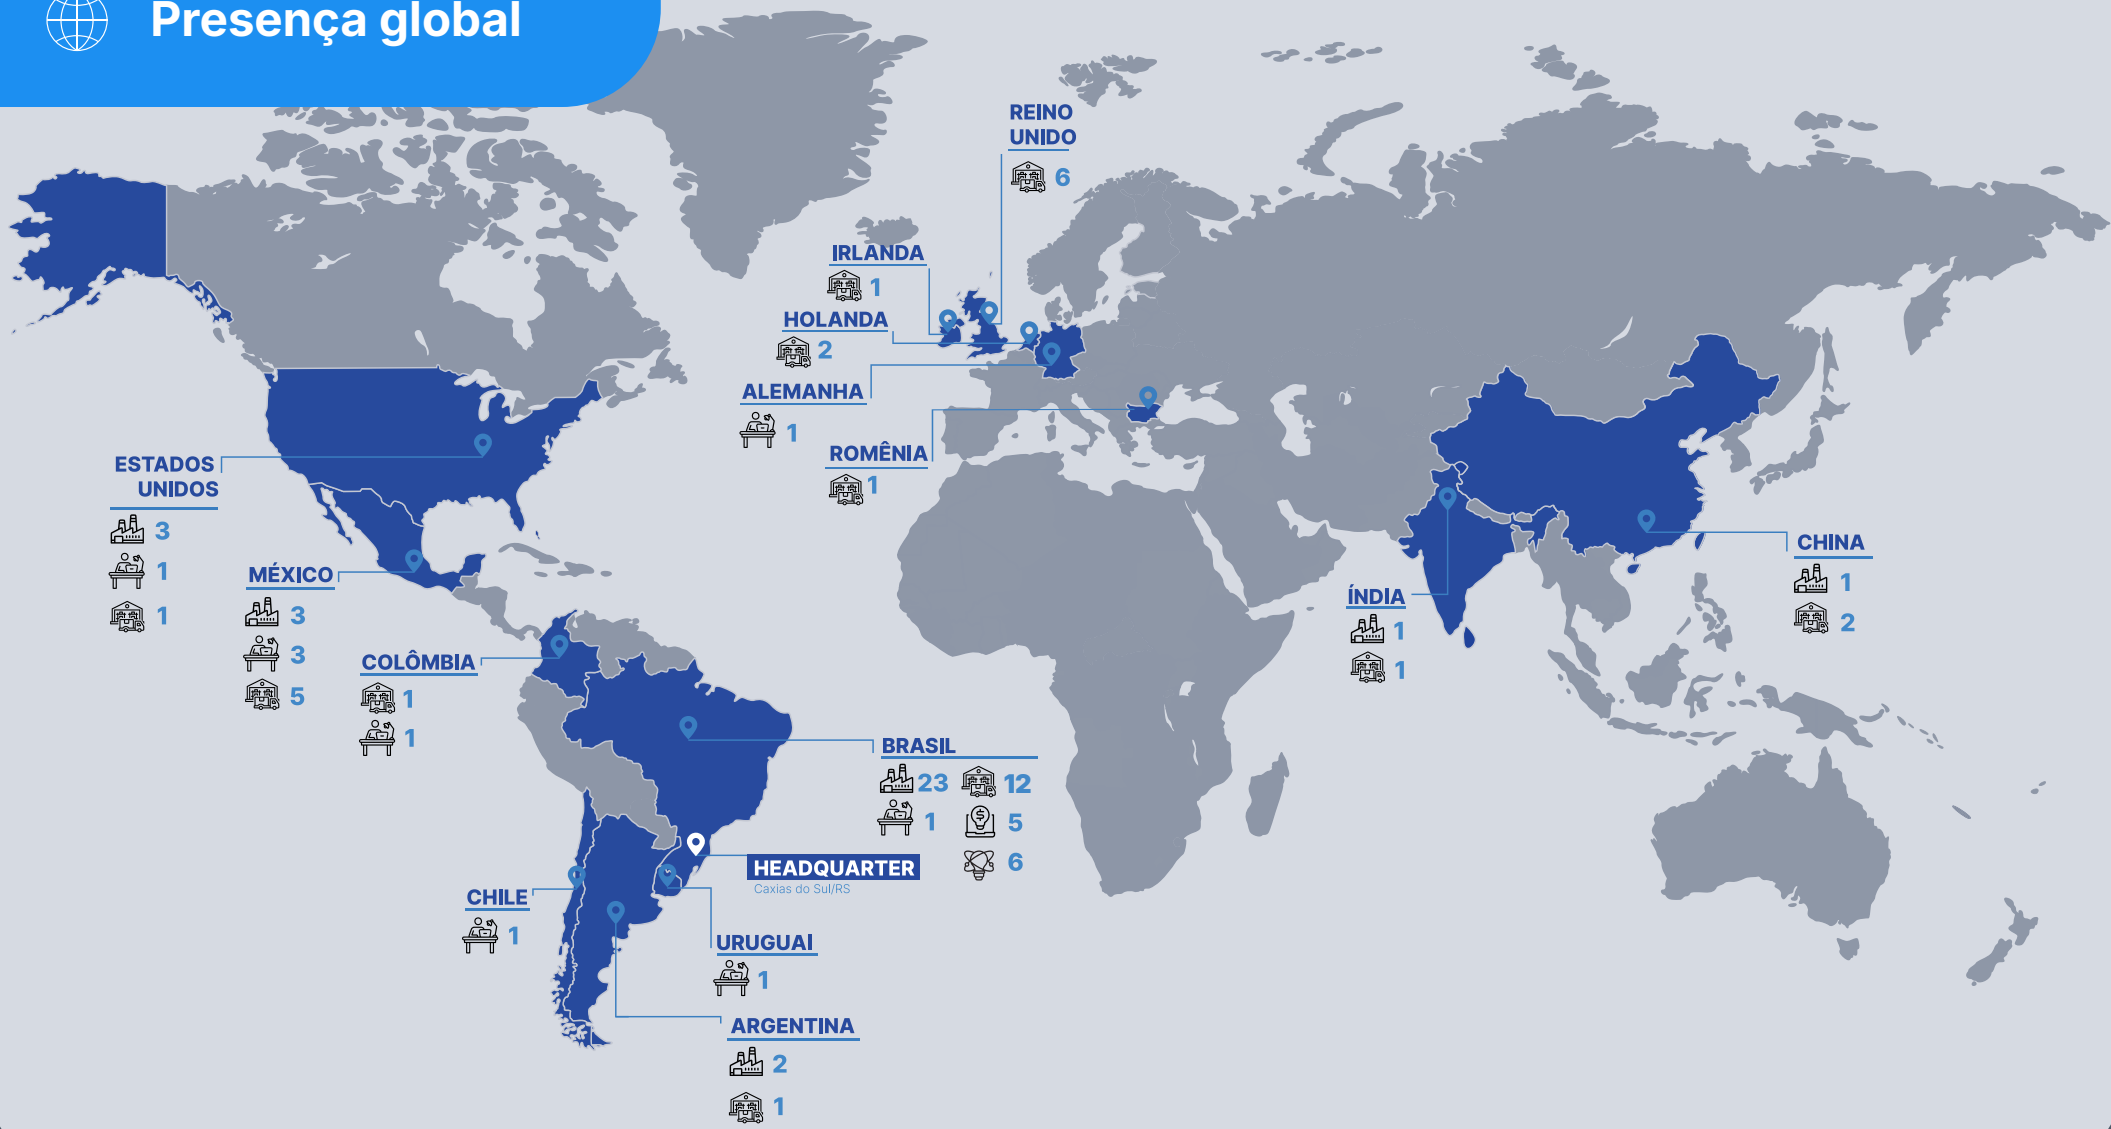 Presença global
REINO
UNIDO
6
IRLANDA
1
HOLANDA
2
ALEMANHA
1
ROMÊNIA
1
ESTADOS
UNIDOS
3
1
1
MÉXICO
3
3
5
COLÔMBIA
1
1
BRASIL
23 12
1 5
6
HEADQUARTER
Caxias do Sul/RS
CHILE
1
URUGUAI
1
ARGENTINA
2
1
ÍNDIA
1
1
CHINA
1
2